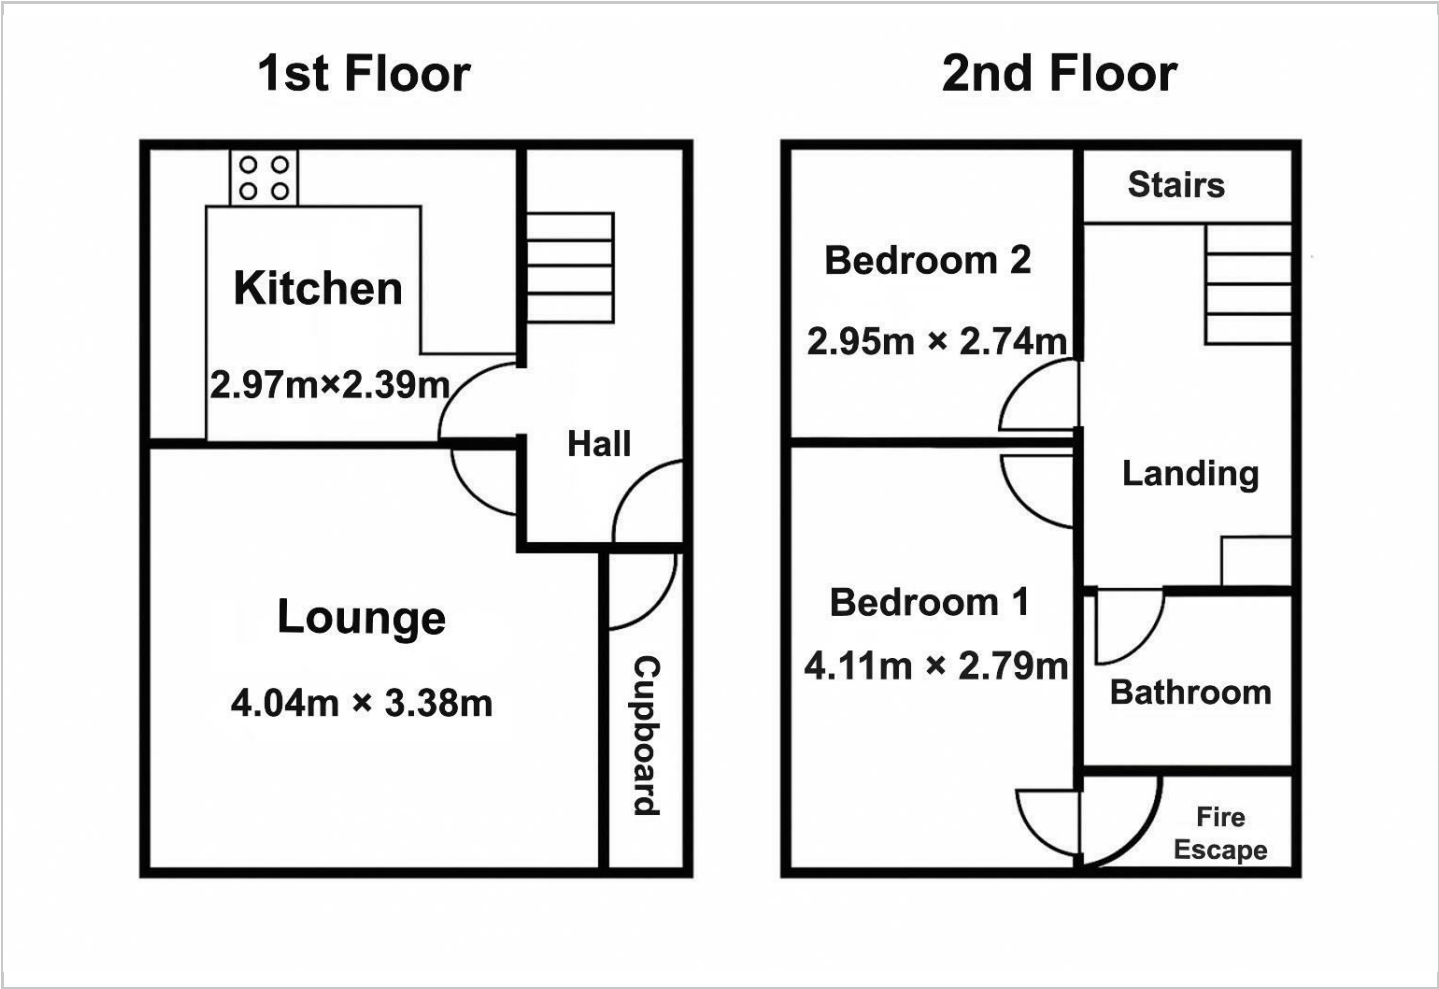 1st Floor
2nd Floor
Kitchen
2.97m×2.39m
Hall
Lounge
4.04m × 3.38m
Cupboard
Stairs
Bedroom 2
2.95m × 2.74m
Landing
Bedroom 1
4.11m × 2.79m
Bathroom
Fire
Escape